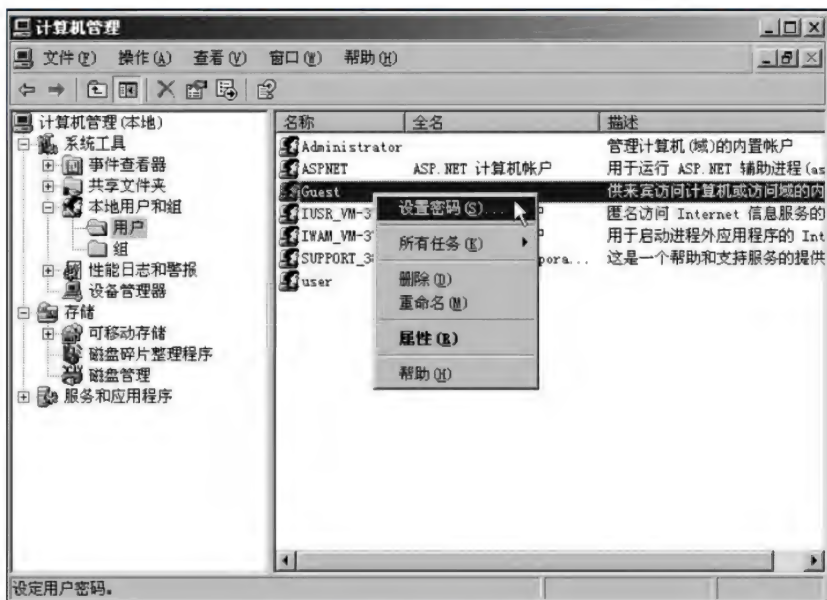 计算机管理
文件(F) 操作(A) 查看(V) 窗口(W) 帮助(H)
计算机管理(本地)
系统工具
事件查看器
共享文件夹
本地用户和组
用户
组
性能日志和警报
设备管理器
存储
可移动存储
磁盘碎片整理程序
磁盘管理
服务和应用程序
名称 全名 描述
Administrator 管理计算机(域)的内置帐户
ASPNET ASP.NET 计算机帐户 用于运行 ASP.NET 辅助进程(as
Guest 供来宾访问计算机或访问域的内
IUSR_VM-3 匿名访问 Internet 信息服务的
IWAM_VM-3 用于启动进程外应用程序的 Int
SUPPORT_38 pora... 这是一个帮助和支持服务的提供
user
设置密码(S)...
所有任务(K)
删除(D)
重命名(M)
属性(R)
帮助(H)
设定用户密码。